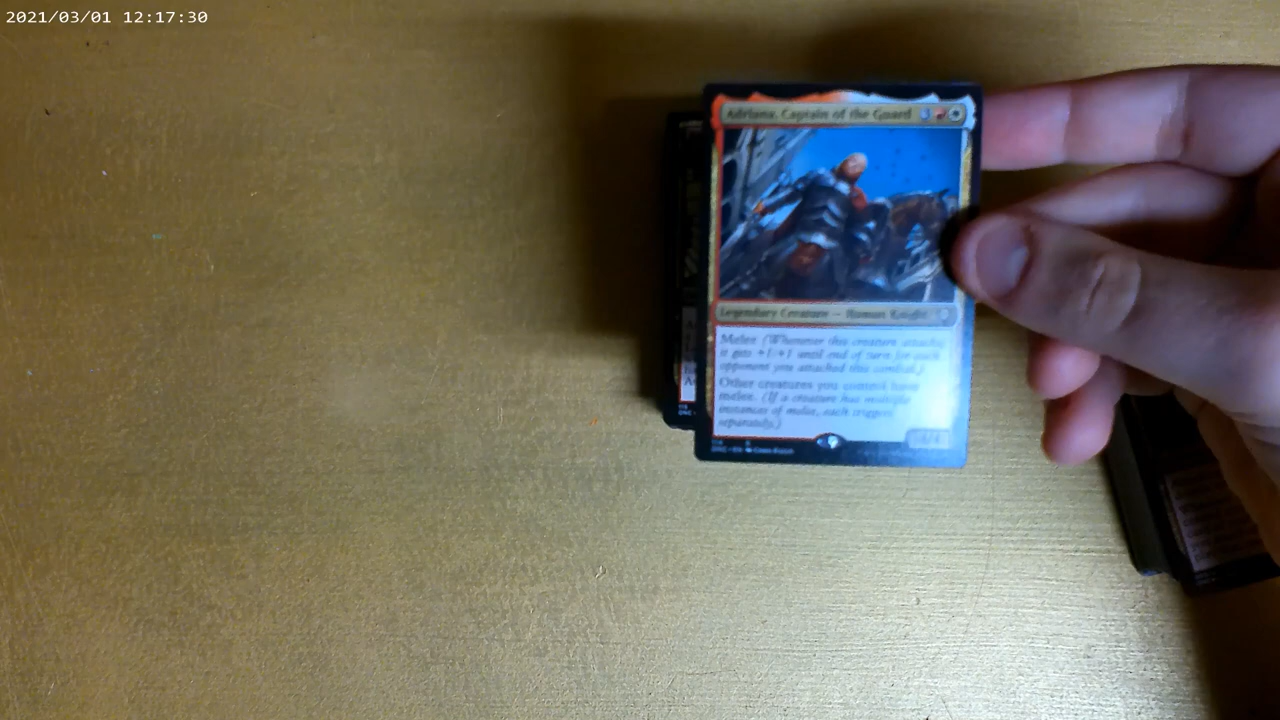 2021/03/01 12:17:30
Adriana, Captain of the Guard
Legendary Creature — Human Knight
Melee (Whenever this creature attacks,
it gets +1/+1 until end of turn for each
opponent you attacked this combat.)
Other creatures you control have
melee. (If a creature has multiple
instances of melee, each triggers
separately.)